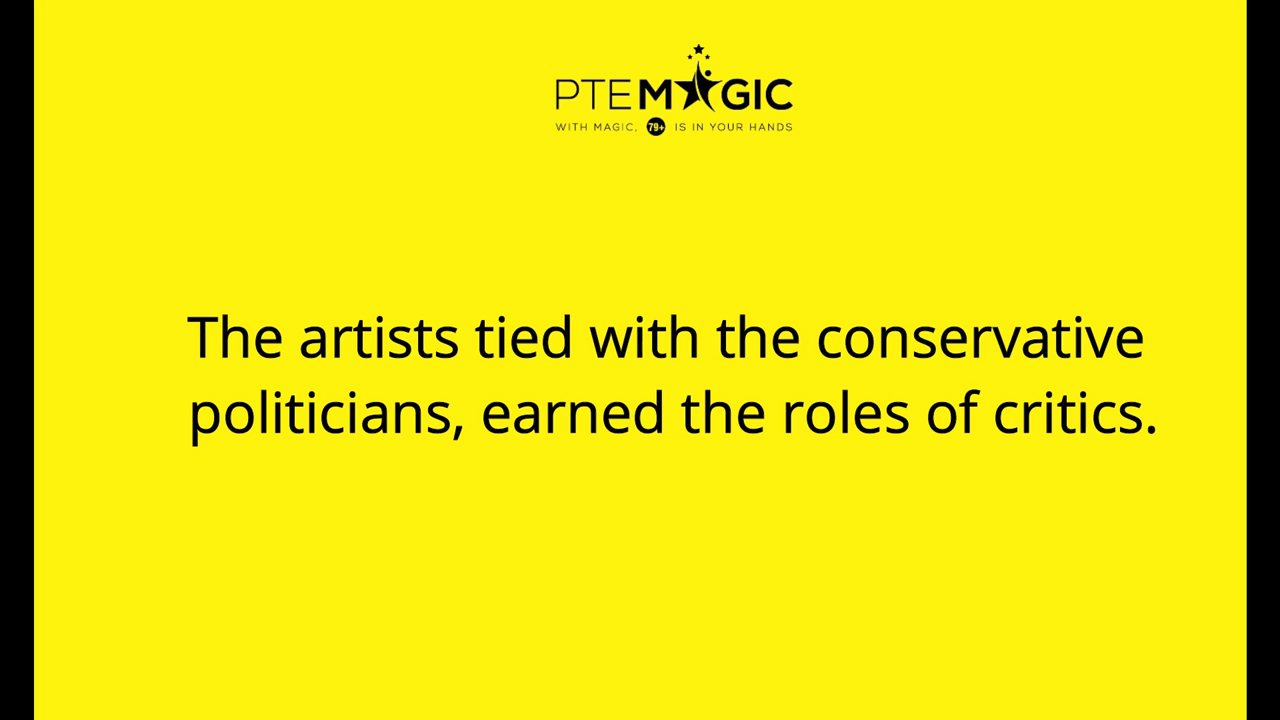 PTEMAGIC
WITH MAGIC, 79+ IS IN YOUR HANDS
The artists tied with the conservative
politicians, earned the roles of critics.